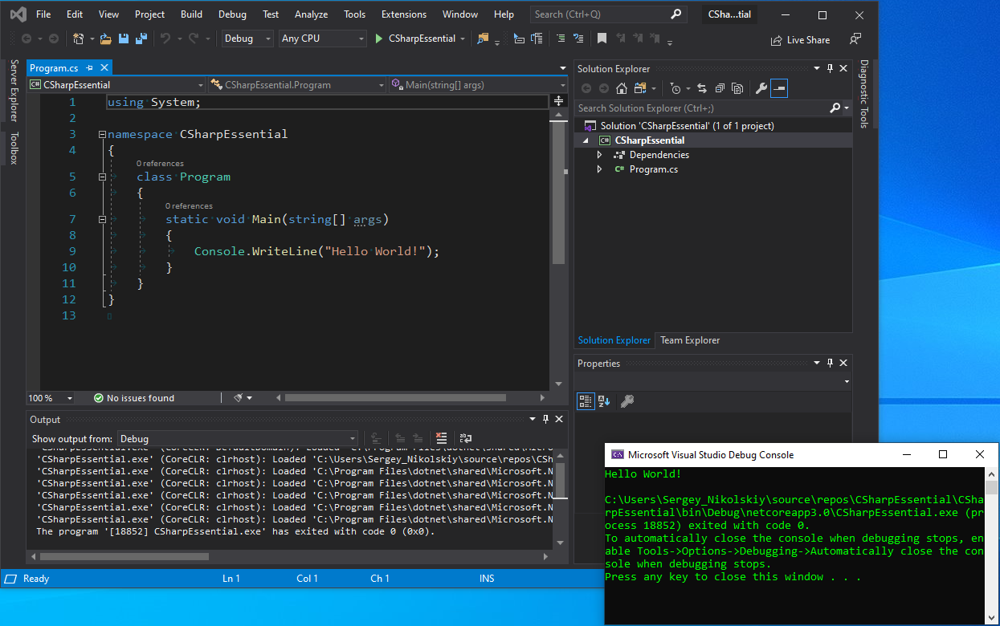 File Edit View Project Build Debug Test Analyze Tools Extensions Window Help Search (Ctrl+Q) CSha...tial
Debug Any CPU CSharpEssential Live Share
Server Explorer
Toolbox
Program.cs
CSharpEssential CSharpEssential.Program Main(string[] args)
1 using System;
2
3 namespace CSharpEssential
4 {
0 references
5 class Program
6 {
0 references
7 static void Main(string[] args)
8 {
9 Console.WriteLine("Hello World!");
10 }
11 }
12 }
13
100 % No issues found
Output
Show output from: Debug
'CSharpEssential.exe' (CoreCLR: clrhost): Loaded 'C:\Users\Sergey_Nikolskiy\source\repos\CSh
'CSharpEssential.exe' (CoreCLR: clrhost): Loaded 'C:\Program Files\dotnet\shared\Microsoft.N
'CSharpEssential.exe' (CoreCLR: clrhost): Loaded 'C:\Program Files\dotnet\shared\Microsoft.N
'CSharpEssential.exe' (CoreCLR: clrhost): Loaded 'C:\Program Files\dotnet\shared\Microsoft.N
'CSharpEssential.exe' (CoreCLR: clrhost): Loaded 'C:\Program Files\dotnet\shared\Microsoft.N
'CSharpEssential.exe' (CoreCLR: clrhost): Loaded 'C:\Program Files\dotnet\shared\Microsoft.N
The program '[18852] CSharpEssential.exe' has exited with code 0 (0x0).
Solution Explorer
Search Solution Explorer (Ctrl+;)
Solution 'CSharpEssential' (1 of 1 project)
C# CSharpEssential
Dependencies
C# Program.cs
Solution Explorer Team Explorer
Properties
Diagnostic Tools
Ready Ln 1 Col 1 Ch 1 INS
Microsoft Visual Studio Debug Console
Hello World!
C:\Users\Sergey_Nikolskiy\source\repos\CSharpEssential\CSha
rpEssential\bin\Debug\netcoreapp3.0\CSharpEssential.exe (pr
ocess 18852) exited with code 0.
To automatically close the console when debugging stops, en
able Tools->Options->Debugging->Automatically close the con
sole when debugging stops.
Press any key to close this window . . .